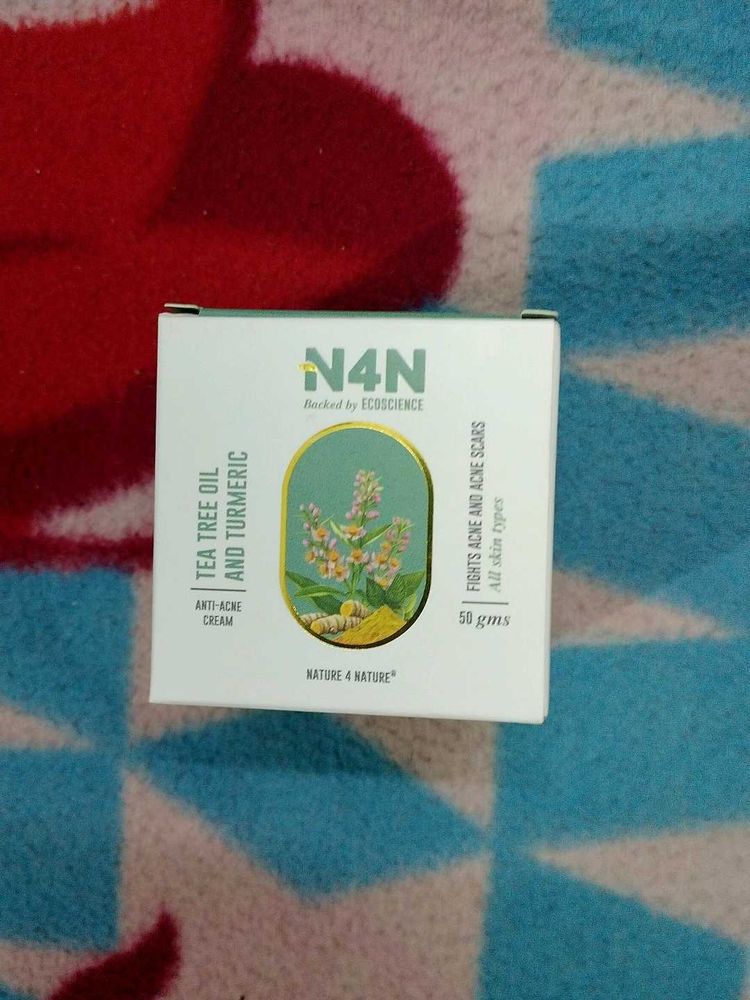 N4N
Backed by ECOSCIENCE
TEA TREE OIL
AND TURMERIC
ANTI-ACNE
CREAM
FIGHTS ACNE AND ACNE SCARS
All skin types
50 gms
NATURE 4 NATURE®